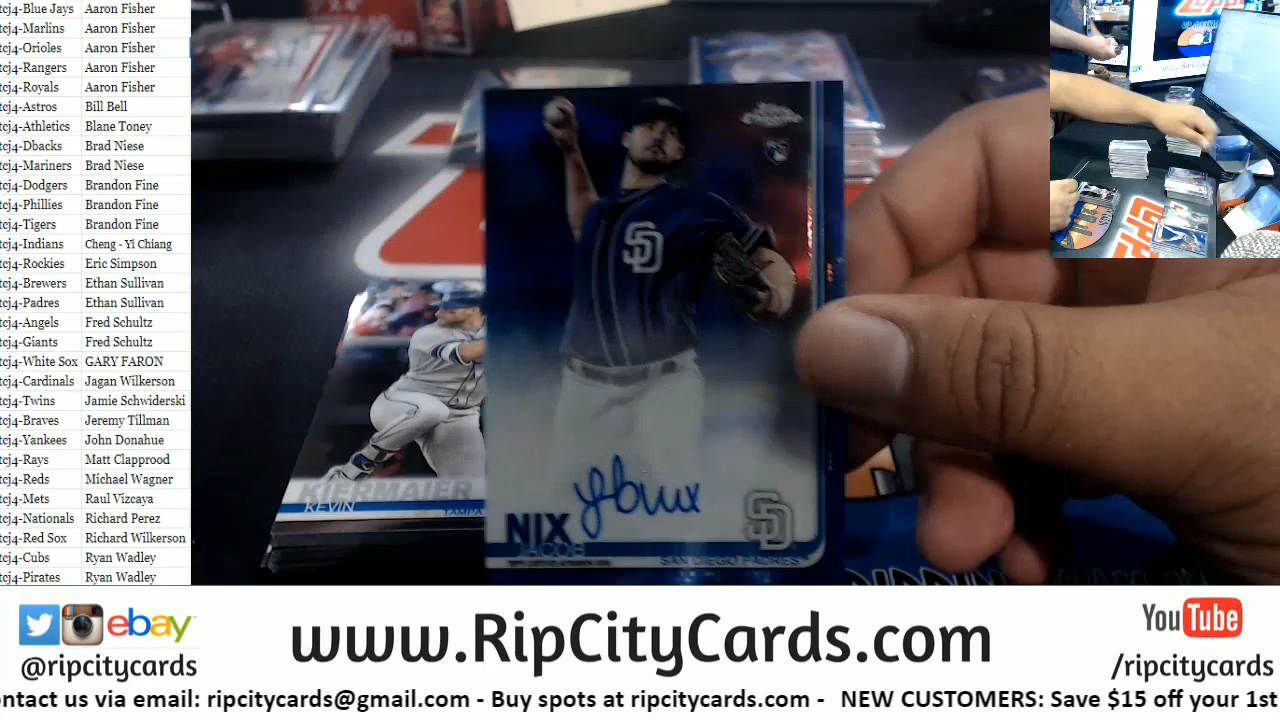 tcj4-Blue Jays Aaron Fisher
tcj4-Marlins Aaron Fisher
tcj4-Orioles Aaron Fisher
tcj4-Rangers Aaron Fisher
tcj4-Royals Aaron Fisher
tcj4-Astros Bill Bell
tcj4-Athletics Blane Toney
tcj4-Dbacks Brad Niese
tcj4-Mariners Brad Niese
tcj4-Dodgers Brandon Fine
tcj4-Phillies Brandon Fine
tcj4-Tigers Brandon Fine
tcj4-Indians Cheng - Yi Chiang
tcj4-Rockies Eric Simpson
tcj4-Brewers Ethan Sullivan
tcj4-Padres Ethan Sullivan
tcj4-Angels Fred Schultz
tcj4-Giants Fred Schultz
tcj4-White Sox GARY FARON
tcj4-Cardinals Jagan Wilkerson
tcj4-Twins Jamie Schwiderski
tcj4-Braves Jeremy Tillman
tcj4-Yankees John Donahue
tcj4-Rays Matt Clapprood
tcj4-Reds Michael Wagner
tcj4-Mets Raul Vizcaya
tcj4-Nationals Richard Perez
tcj4-Red Sox Richard Wilkerson
tcj4-Cubs Ryan Wadley
tcj4-Pirates Ryan Wadley
SD
KIERMAIER
KEVIN
TAMPA
NIX
JACOB
SD
SAN DIEGO PADRES
ebay
@ripcitycards
www.RipCityCards.com
YouTube
/ripcitycards
ontact us via email: ripcitycards@gmail.com - Buy spots at ripcitycards.com - NEW CUSTOMERS: Save $15 off your 1st